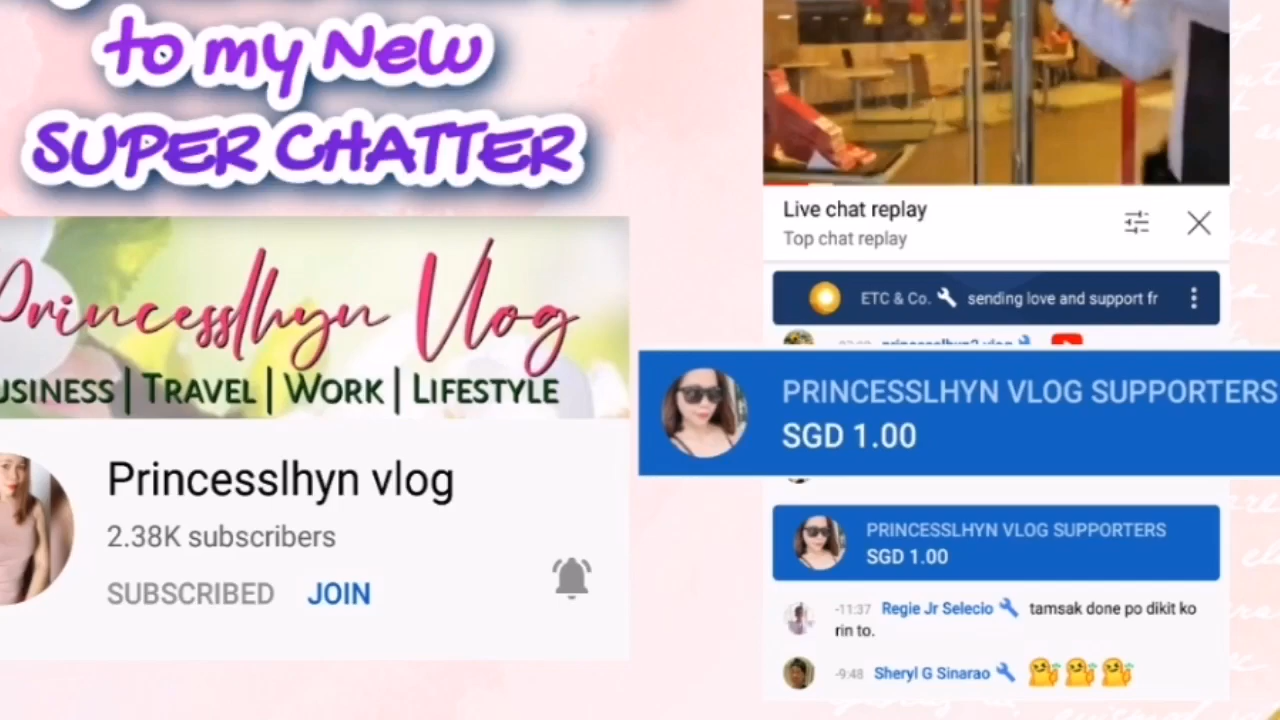 to my New
SUPER CHATTER
Princesslhyn Vlog
BUSINESS | TRAVEL | WORK | LIFESTYLE
Princesslhyn vlog
2.38K subscribers
SUBSCRIBED JOIN
Live chat replay
Top chat replay
ETC & Co. sending love and support fr
PRINCESSLHYN VLOG SUPPORTERS
SGD 1.00
PRINCESSLHYN VLOG SUPPORTERS
SGD 1.00
-11:37 Regie Jr Selecio tamsak done po dikit ko
rin to.
-9:48 Sheryl G Sinarao